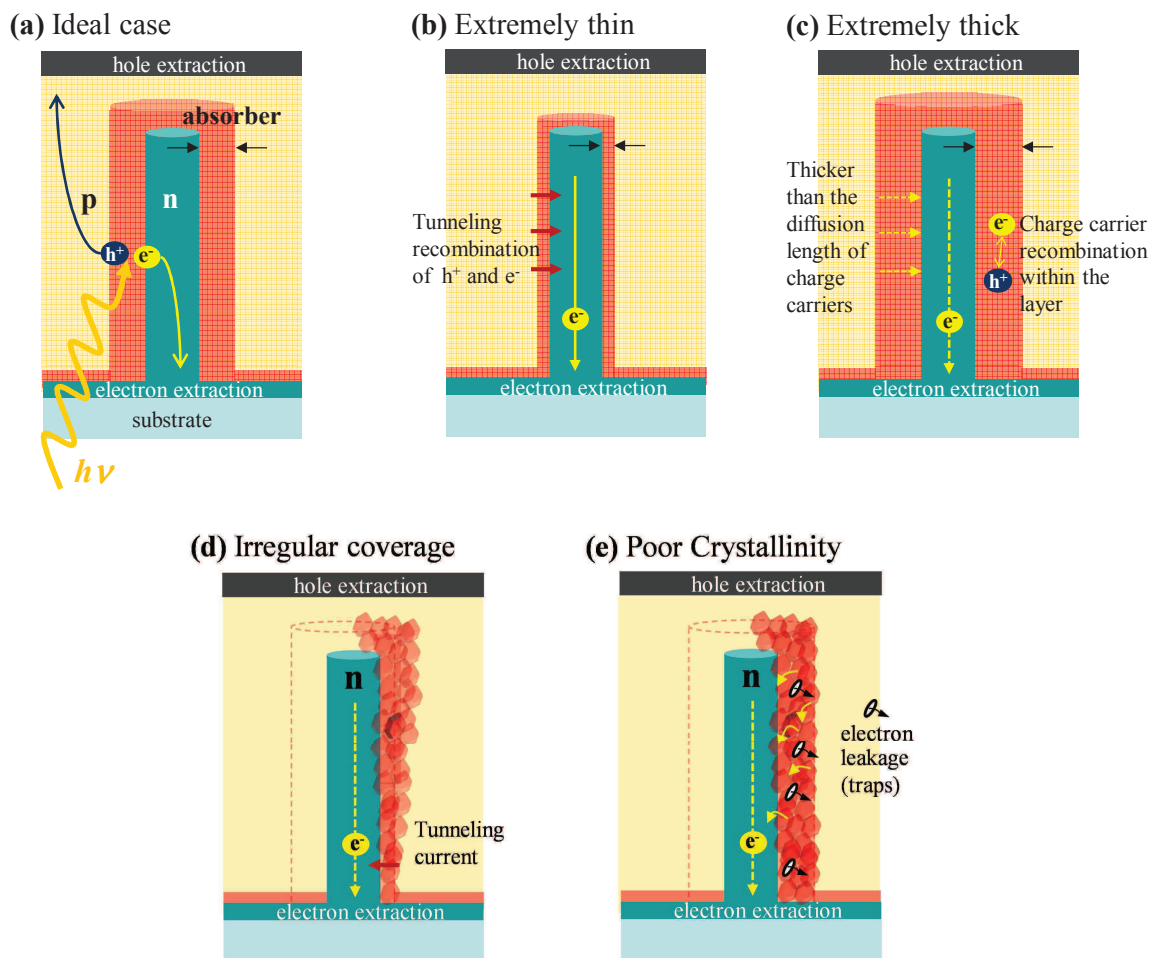 (a) Ideal case
hole extraction
absorber
p
n
h+
e-
electron extraction
substrate
hν
(b) Extremely thin
hole extraction
Tunneling
recombination
of h+ and e-
e-
electron extraction
(c) Extremely thick
hole extraction
Thicker
than the
diffusion
length of
charge
carriers
e-
Charge carrier
recombination
within the
layer
h+
e-
electron extraction
(d) Irregular coverage
hole extraction
n
e-
Tunneling
current
electron extraction
(e) Poor Crystallinity
hole extraction
n
electron
leakage
(traps)
e-
electron extraction